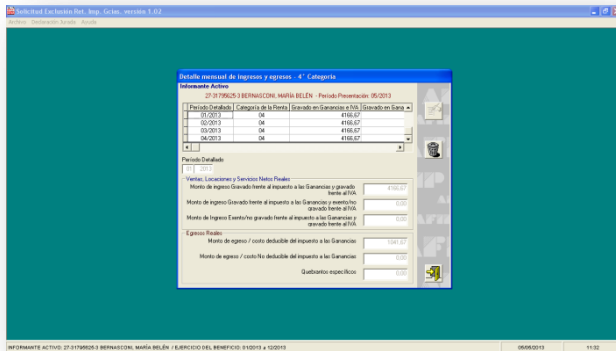 Solicitud Exclusión Ret. Imp. Gcias. versión 1.02
Archivo Declaración Jurada Ayuda
Detalle mensual de ingresos y egresos - 4° Categoría
Informante Activo
27-31795625-3 BERNASCONI, MARÍA BELÉN - Período Presentación: 05/2013
Período Detallado Categoría de la Renta Gravado en Ganancias e IVA Gravado en Gana
01/2013 04 4166,67
02/2013 04 4166,67
03/2013 04 4166,67
04/2013 04 4166,67
Período Detallado
01 2013
Ventas, Locaciones y Servicios Netos Reales
Monto de ingreso Gravado frente al impuesto a las Ganancias y gravado frente al IVA 4166,67
Monto de ingreso Gravado frente al impuesto a las Ganancias y exento/no gravado frente al IVA 0,00
Monto de Ingreso Exento/no gravado frente al impuesto a las Ganancias y gravado frente al IVA 0,00
Egresos Reales
Monto de egreso / costo deducible del impuesto a las Ganancias 1041,67
Monto de egreso / costo No deducible del impuesto a las Ganancias 0,00
Quebrantos específicos 0,00
INFORMANTE ACTIVO: 27-31795625-3 BERNASCONI, MARÍA BELÉN / EJERCICIO DEL BENEFICIO: 01/2013 a 12/2013
11:32